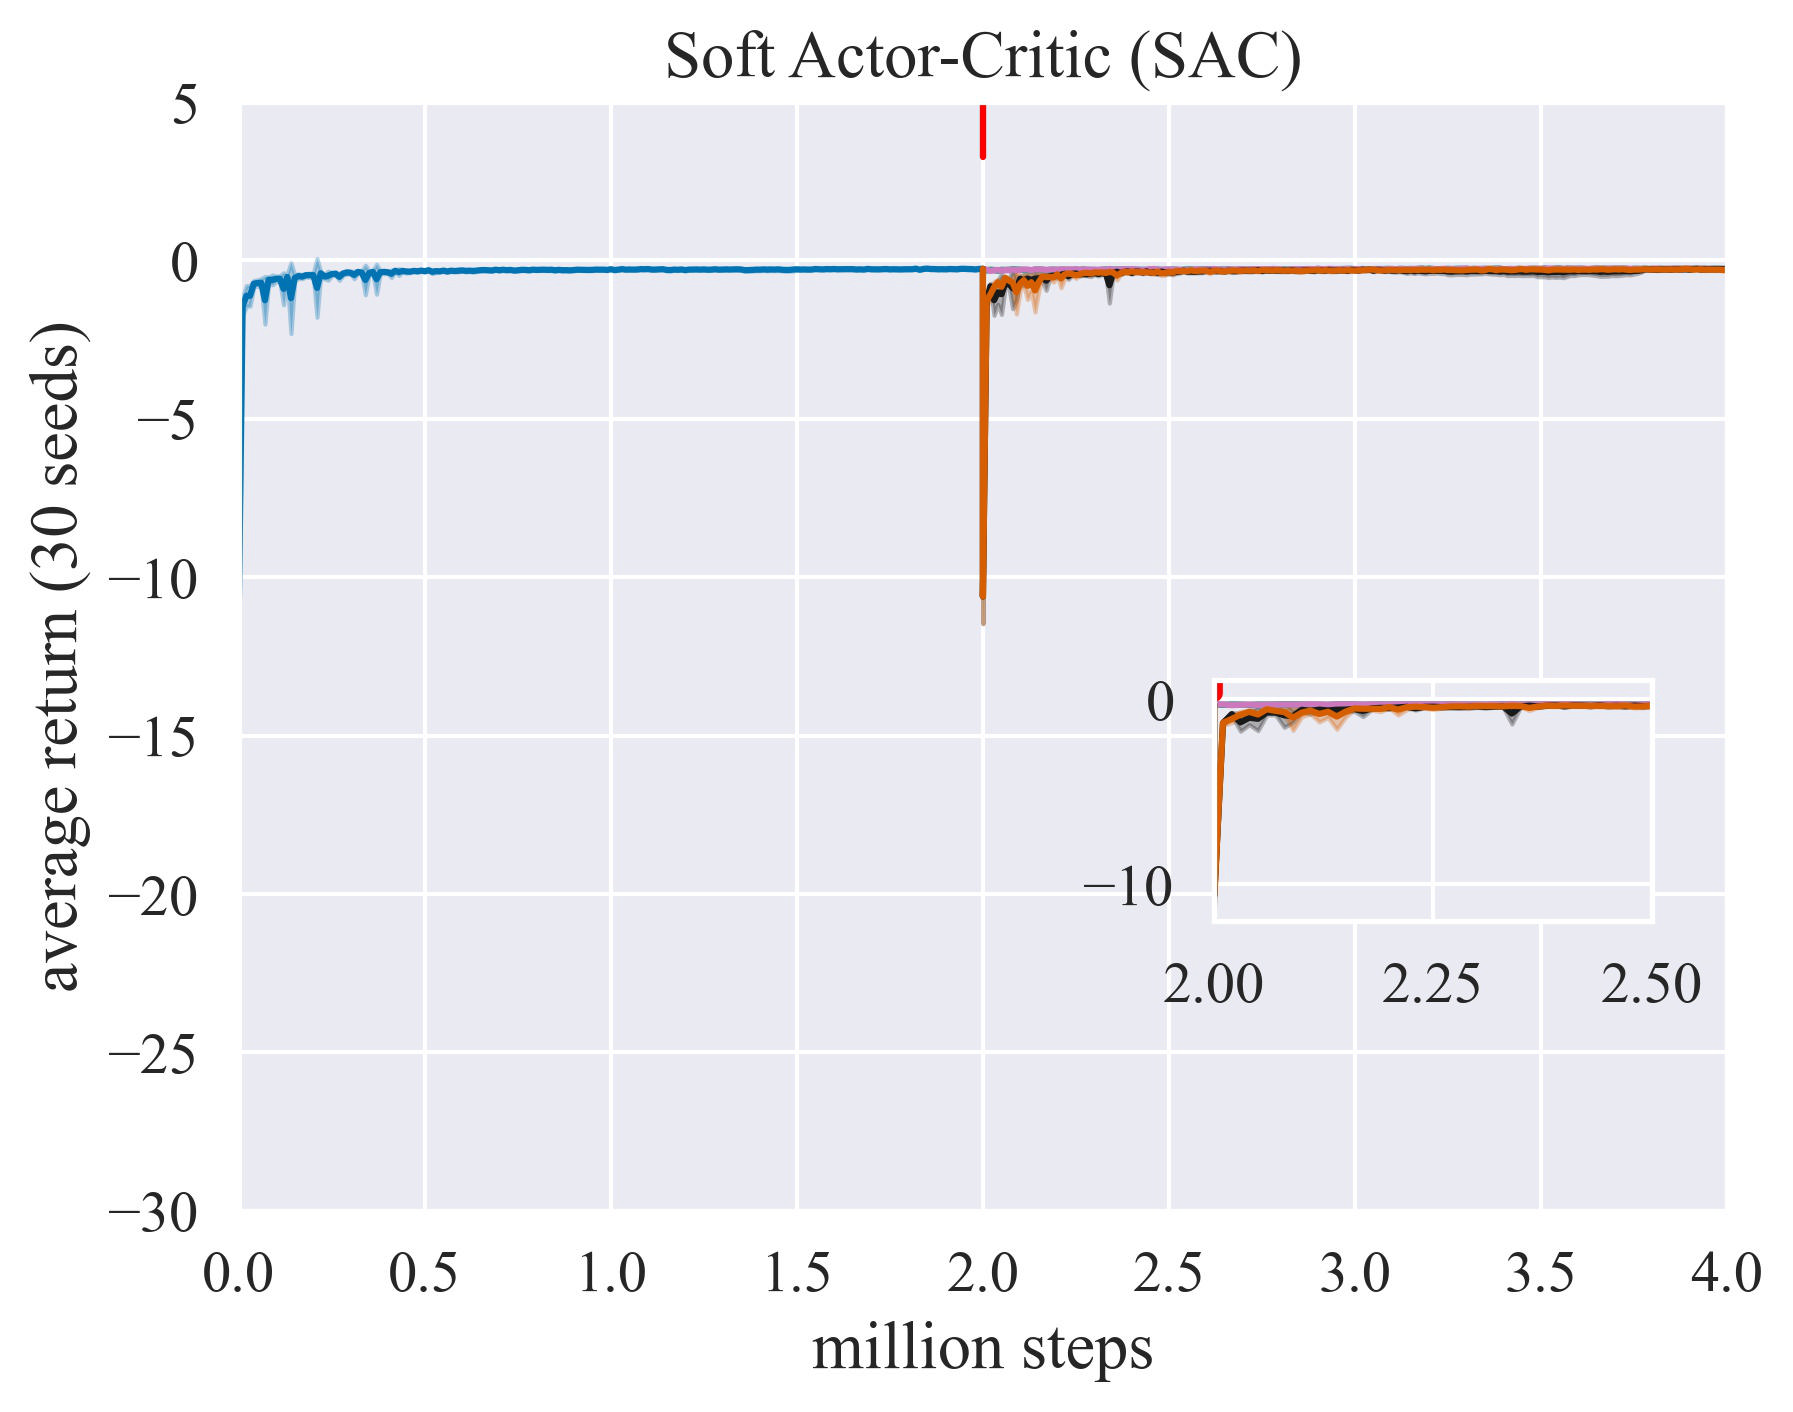 Soft Actor-Critic (SAC)
average return (30 seeds)
5
0
−5
−10
−15
−20
−25
−30
0
−10
2.00 2.25 2.50
0.0 0.5 1.0 1.5 2.0 2.5 3.0 3.5 4.0
million steps